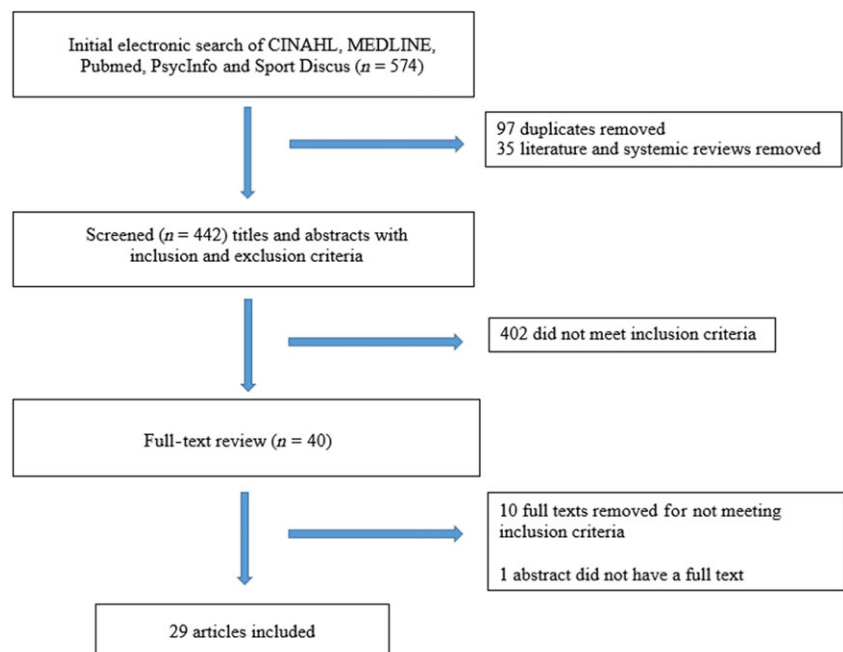 Initial electronic search of CINAHL, MEDLINE,
Pubmed, PsycInfo and Sport Discus (n = 574)
97 duplicates removed
35 literature and systemic reviews removed
Screened (n = 442) titles and abstracts with
inclusion and exclusion criteria
402 did not meet inclusion criteria
Full-text review (n = 40)
10 full texts removed for not meeting
inclusion criteria
1 abstract did not have a full text
29 articles included